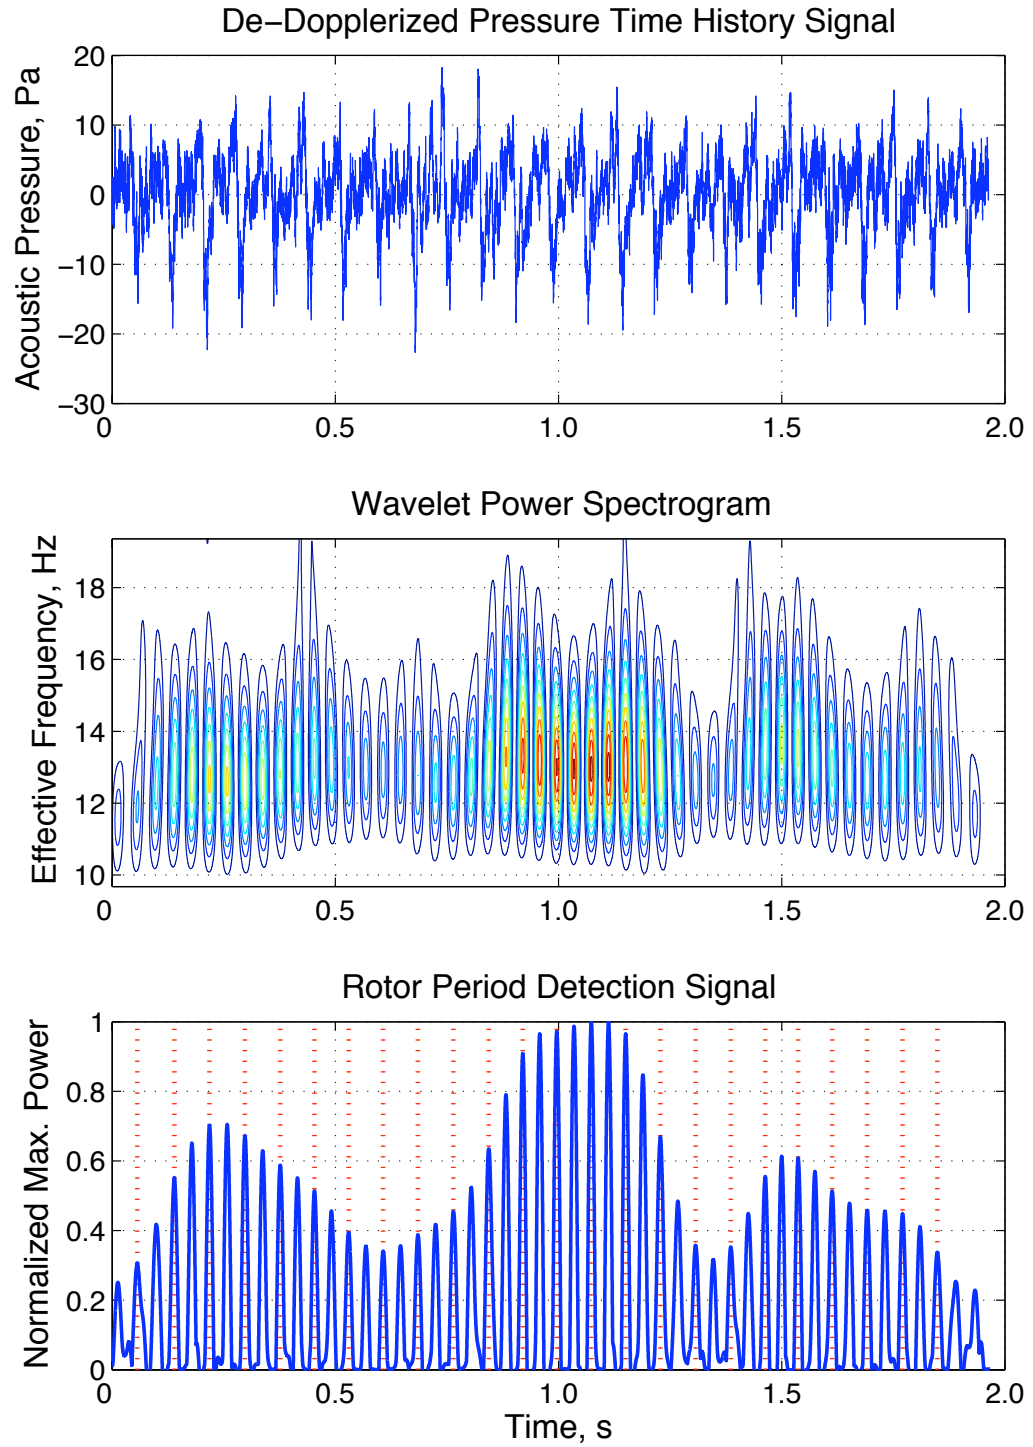 De−Dopplerized Pressure Time History Signal
Acoustic Pressure, Pa
20
10
0
−10
−20
−30
0 0.5 1.0 1.5 2.0
Wavelet Power Spectrogram
Effective Frequency, Hz
18
16
14
12
10
0 0.5 1.0 1.5 2.0
Rotor Period Detection Signal
Normalized Max. Power
1
0.8
0.6
0.4
0.2
0
0 0.5 1.0 1.5 2.0
Time, s